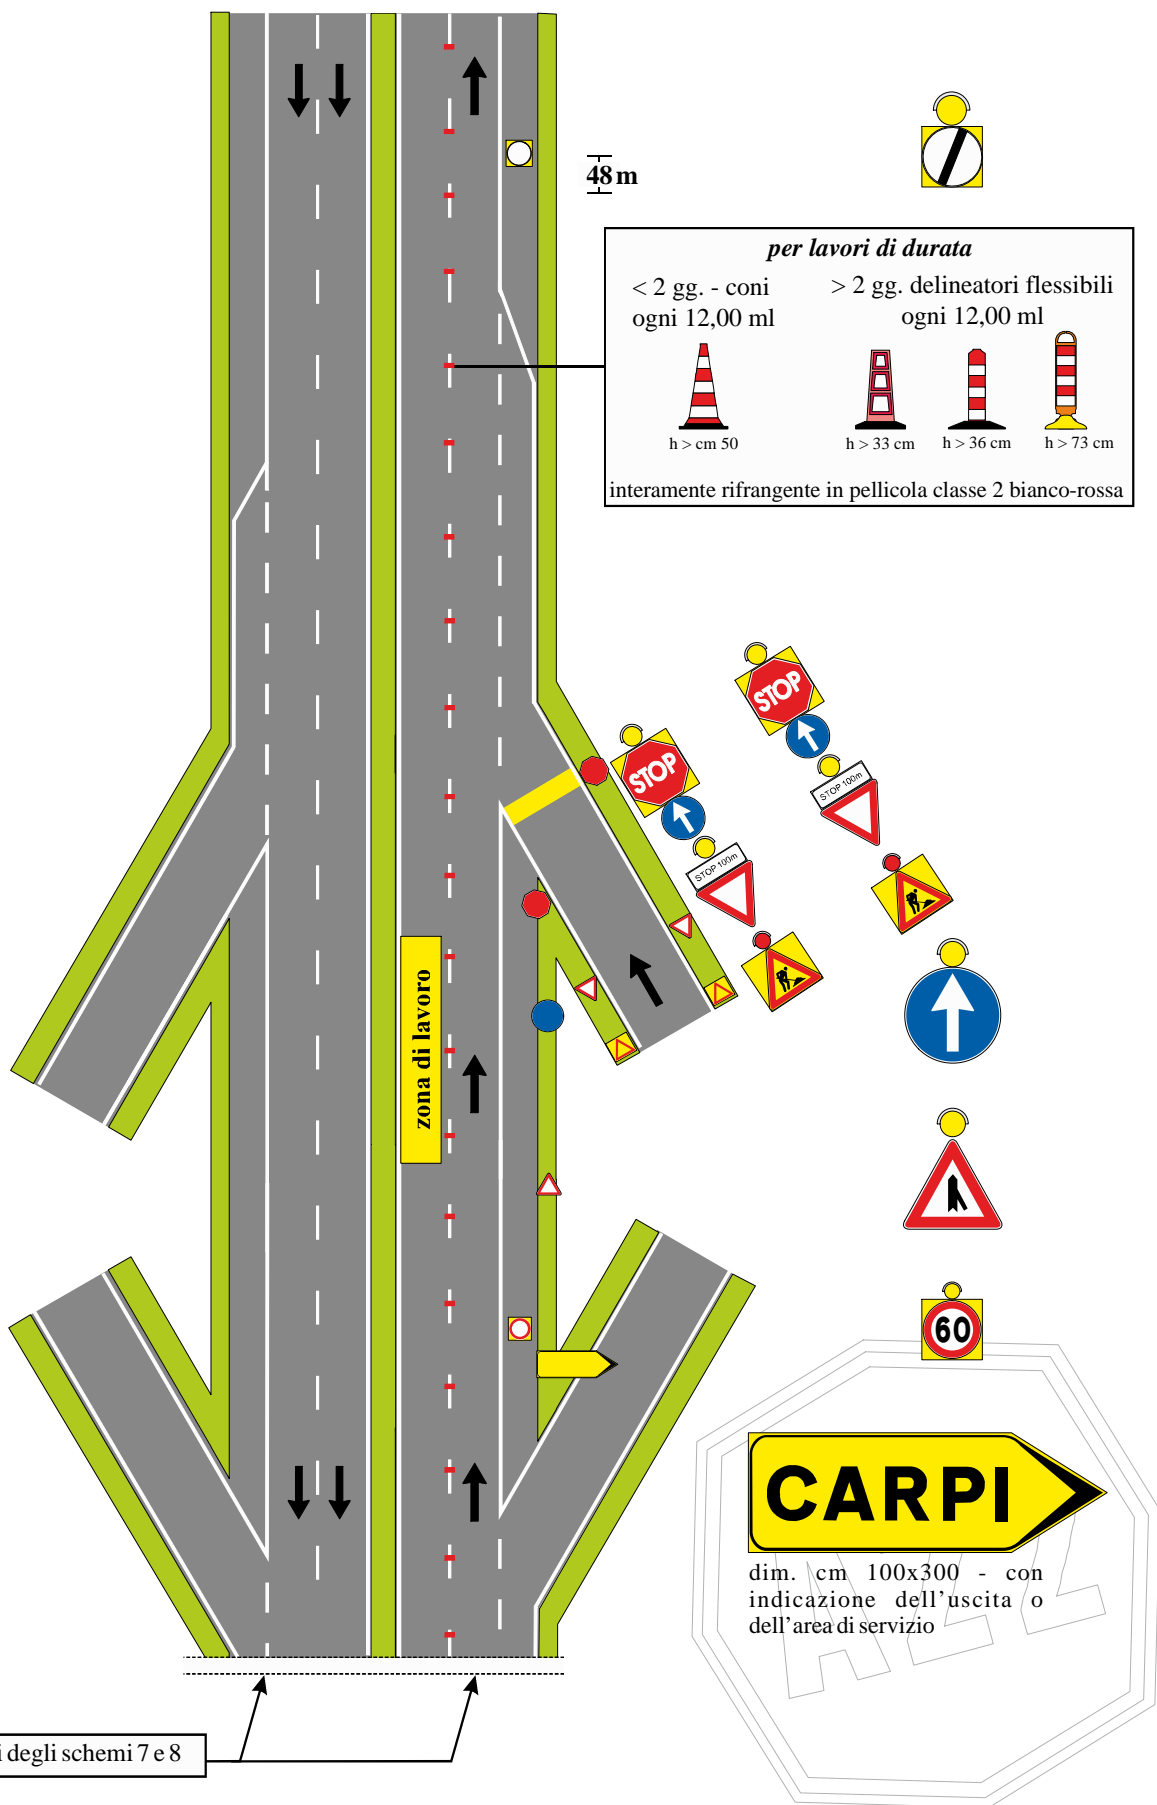 48 m
per lavori di durata
< 2 gg. - coni
ogni 12,00 ml
> 2 gg. delineatori flessibili
ogni 12,00 ml
h > cm 50
h > 33 cm
h > 36 cm
h > 73 cm
interamente rifrangente in pellicola classe 2 bianco-rossa
STOP
STOP
STOP 100m
STOP 100m
zona di lavoro
60
CARPI
dim. cm 100x300 - con
indicazione dell'uscita o
dell'area di servizio
A22
i degli schemi 7 e 8